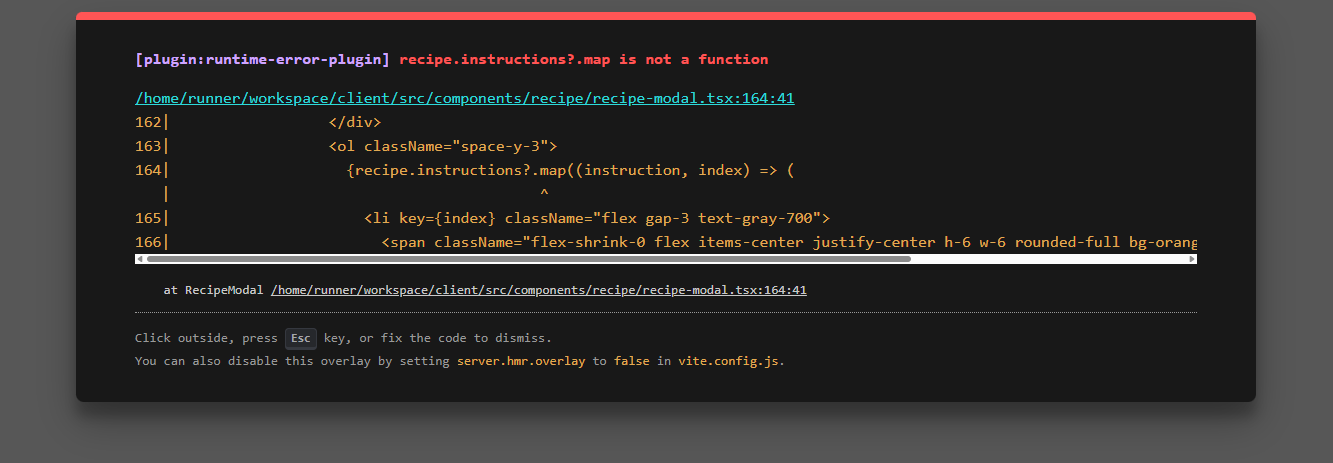 [plugin:runtime-error-plugin] recipe.instructions?.map is not a function
/home/runner/workspace/client/src/components/recipe/recipe-modal.tsx:164:41
162|                  </div>
163|                  <ol className="space-y-3">
164|                    {recipe.instructions?.map((instruction, index) => (
   |                                           ^
165|                      <li key={index} className="flex gap-3 text-gray-700">
166|                        <span className="flex-shrink-0 flex items-center justify-center h-6 w-6 rounded-full bg-orang
at RecipeModal /home/runner/workspace/client/src/components/recipe/recipe-modal.tsx:164:41
Click outside, press Esc key, or fix the code to dismiss.
You can also disable this overlay by setting server.hmr.overlay to false in vite.config.js.